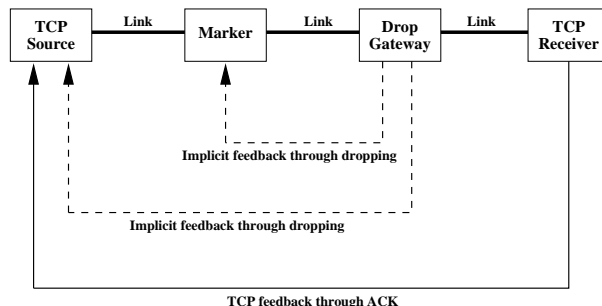 Link
Link
Link
TCP
Source
Marker
Drop
Gateway
TCP
Receiver
Implicit feedback through dropping
Implicit feedback through dropping
TCP feedback through ACK